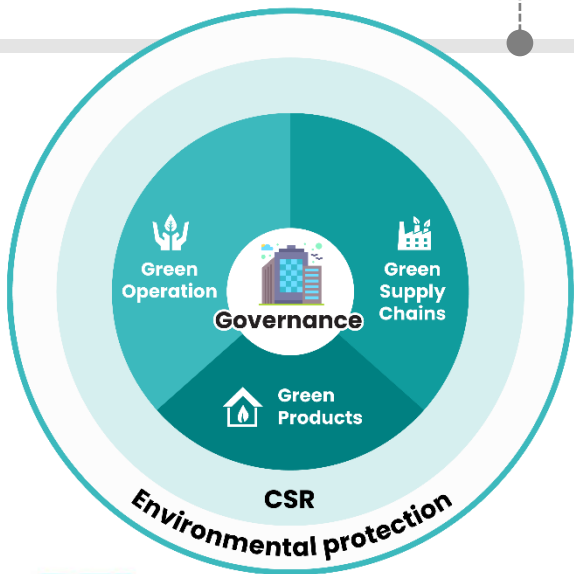 Green
Operation
Green
Supply
Chains
Governance
Green
Products
CSR
Environmental protection